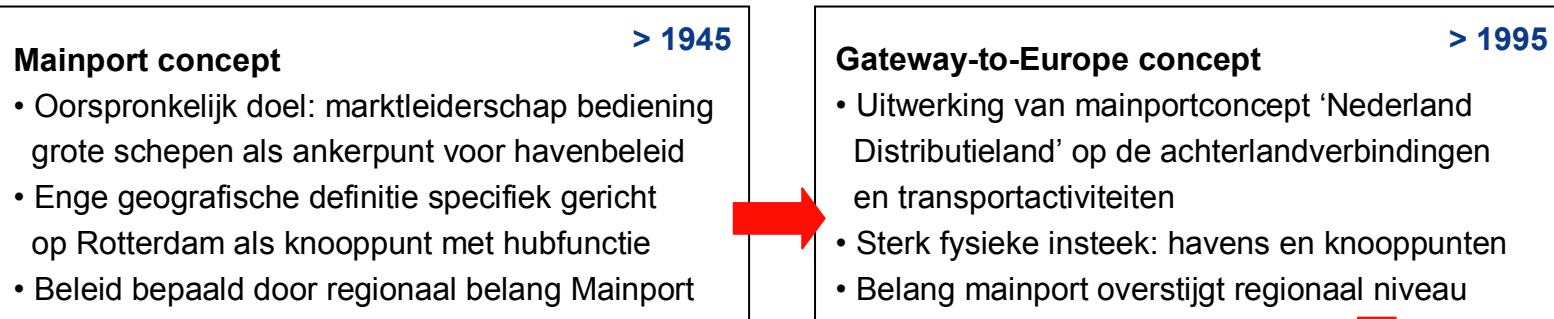 > 1945
Mainport concept
• Oorspronkelijk doel: marktleiderschap bediening
grote schepen als ankerpunt voor havenbeleid
• Enge geografische definitie specifiek gericht
op Rotterdam als knooppunt met hubfunctie
• Beleid bepaald door regionaal belang Mainport
> 1995
Gateway-to-Europe concept
• Uitwerking van mainportconcept ‘Nederland
Distributieland’ op de achterlandverbindingen
en transportactiviteiten
• Sterk fysieke insteek: havens en knooppunten
• Belang mainport overstijgt regionaal niveau